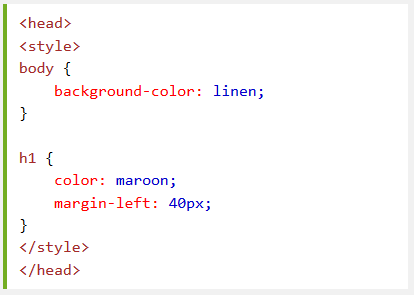 <head>
<style>
body {
    background-color: linen;
}

h1 {
    color: maroon;
    margin-left: 40px;
}
</style>
</head>